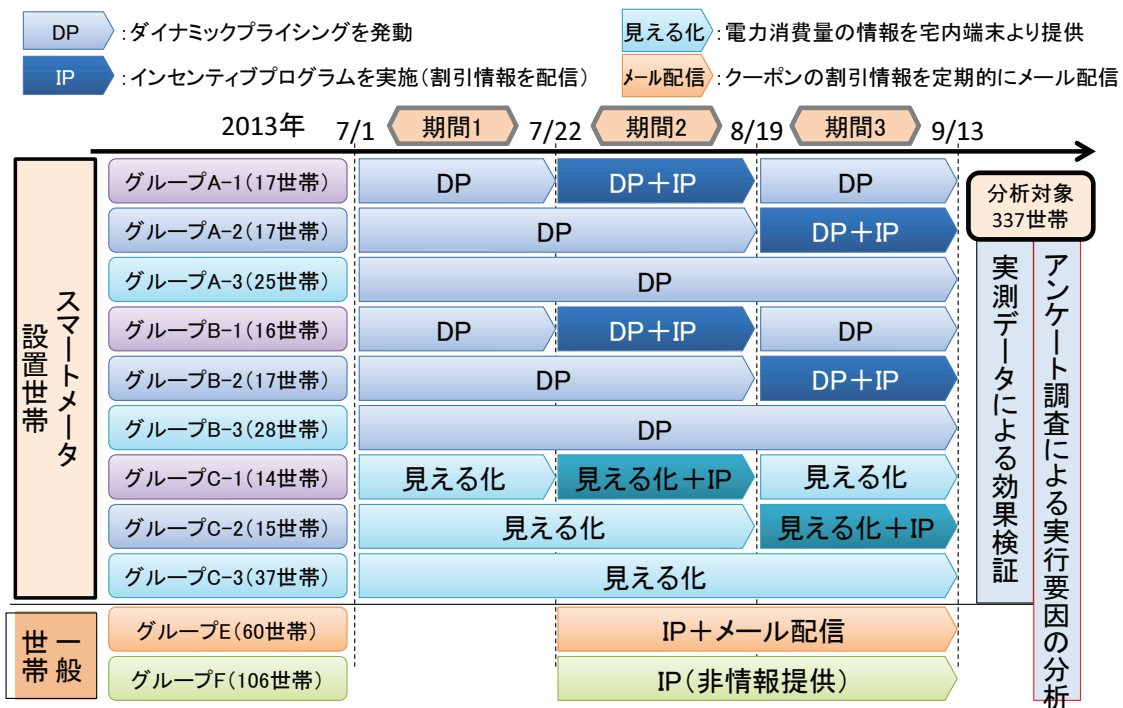 DP :ダイナミックプライシングを発動
見える化 :電力消費量の情報を宅内端末より提供
IP :インセンティブプログラムを実施(割引情報を配信)
メール配信 :クーポンの割引情報を定期的にメール配信
2013年 7/1 期間1 7/22 期間2 8/19 期間3 9/13
スマートメータ
設置世帯
グループA-1(17世帯) DP DP+IP DP
グループA-2(17世帯) DP DP+IP
グループA-3(25世帯) DP
グループB-1(16世帯) DP DP+IP DP
グループB-2(17世帯) DP DP+IP
グループB-3(28世帯) DP
グループC-1(14世帯) 見える化 見える化+IP 見える化
グループC-2(15世帯) 見える化 見える化+IP
グループC-3(37世帯) 見える化
一般
世帯
グループE(60世帯) IP+メール配信
グループF(106世帯) IP(非情報提供)
分析対象
337世帯
実測データによる効果検証
アンケート調査による実行要因の分析